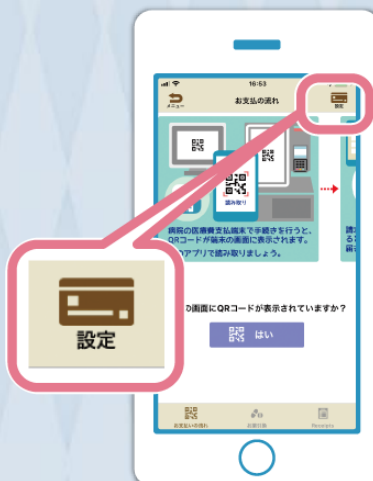 16:53
メニュー
お支払の流れ
設定
読み取り
病院の医療費支払端末で手続きを行うと、
QRコードが端末の画面に表示されます。
のアプリで読み取りましょう。
の画面にQRコードが表示されていますか？
はい
設定
お支払いの流れ
Receipts